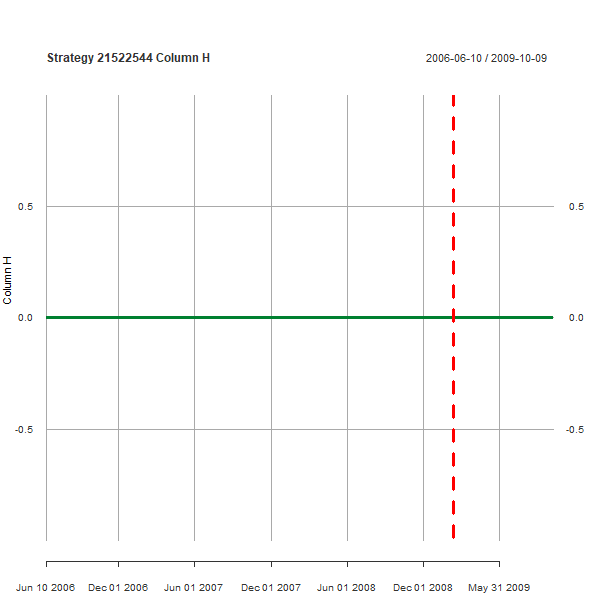 Strategy 21522544 Column H
2006-06-10 / 2009-10-09
0.5
0.5
Column H
0.0
0.0
-0.5
-0.5
Jun 10 2006
Dec 01 2006
Jun 01 2007
Dec 01 2007
Jun 01 2008
Dec 01 2008
May 31 2009